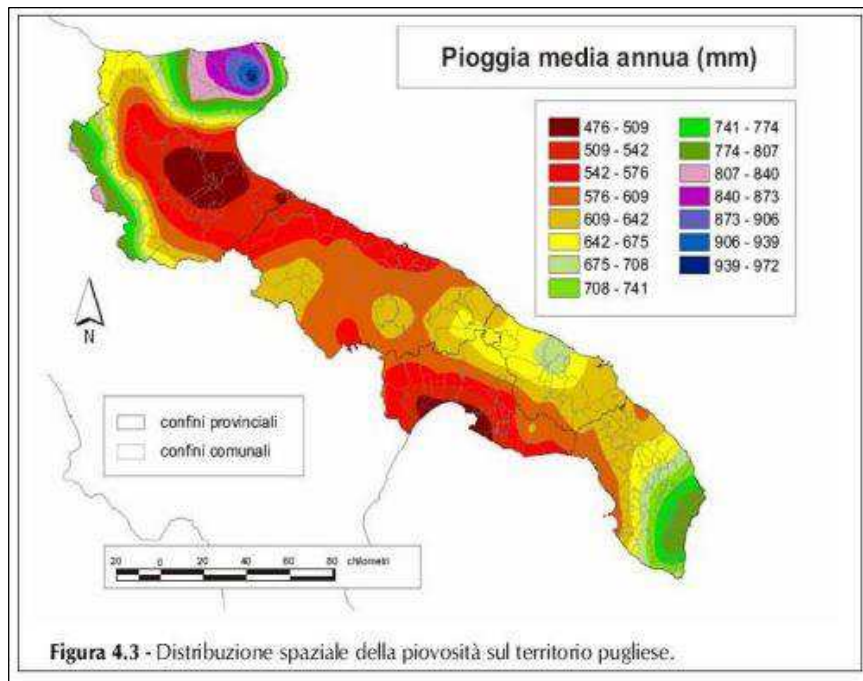 Pioggia media annua (mm)
476 - 509
509 - 542
542 - 576
576 - 609
609 - 642
642 - 675
675 - 708
708 - 741
741 - 774
774 - 807
807 - 840
840 - 873
873 - 906
906 - 939
939 - 972
N
confini provinciali
confini comunali
20 0 20 40 60 80 chilometri
Figura 4.3 - Distribuzione spaziale della piovosità sul territorio pugliese.